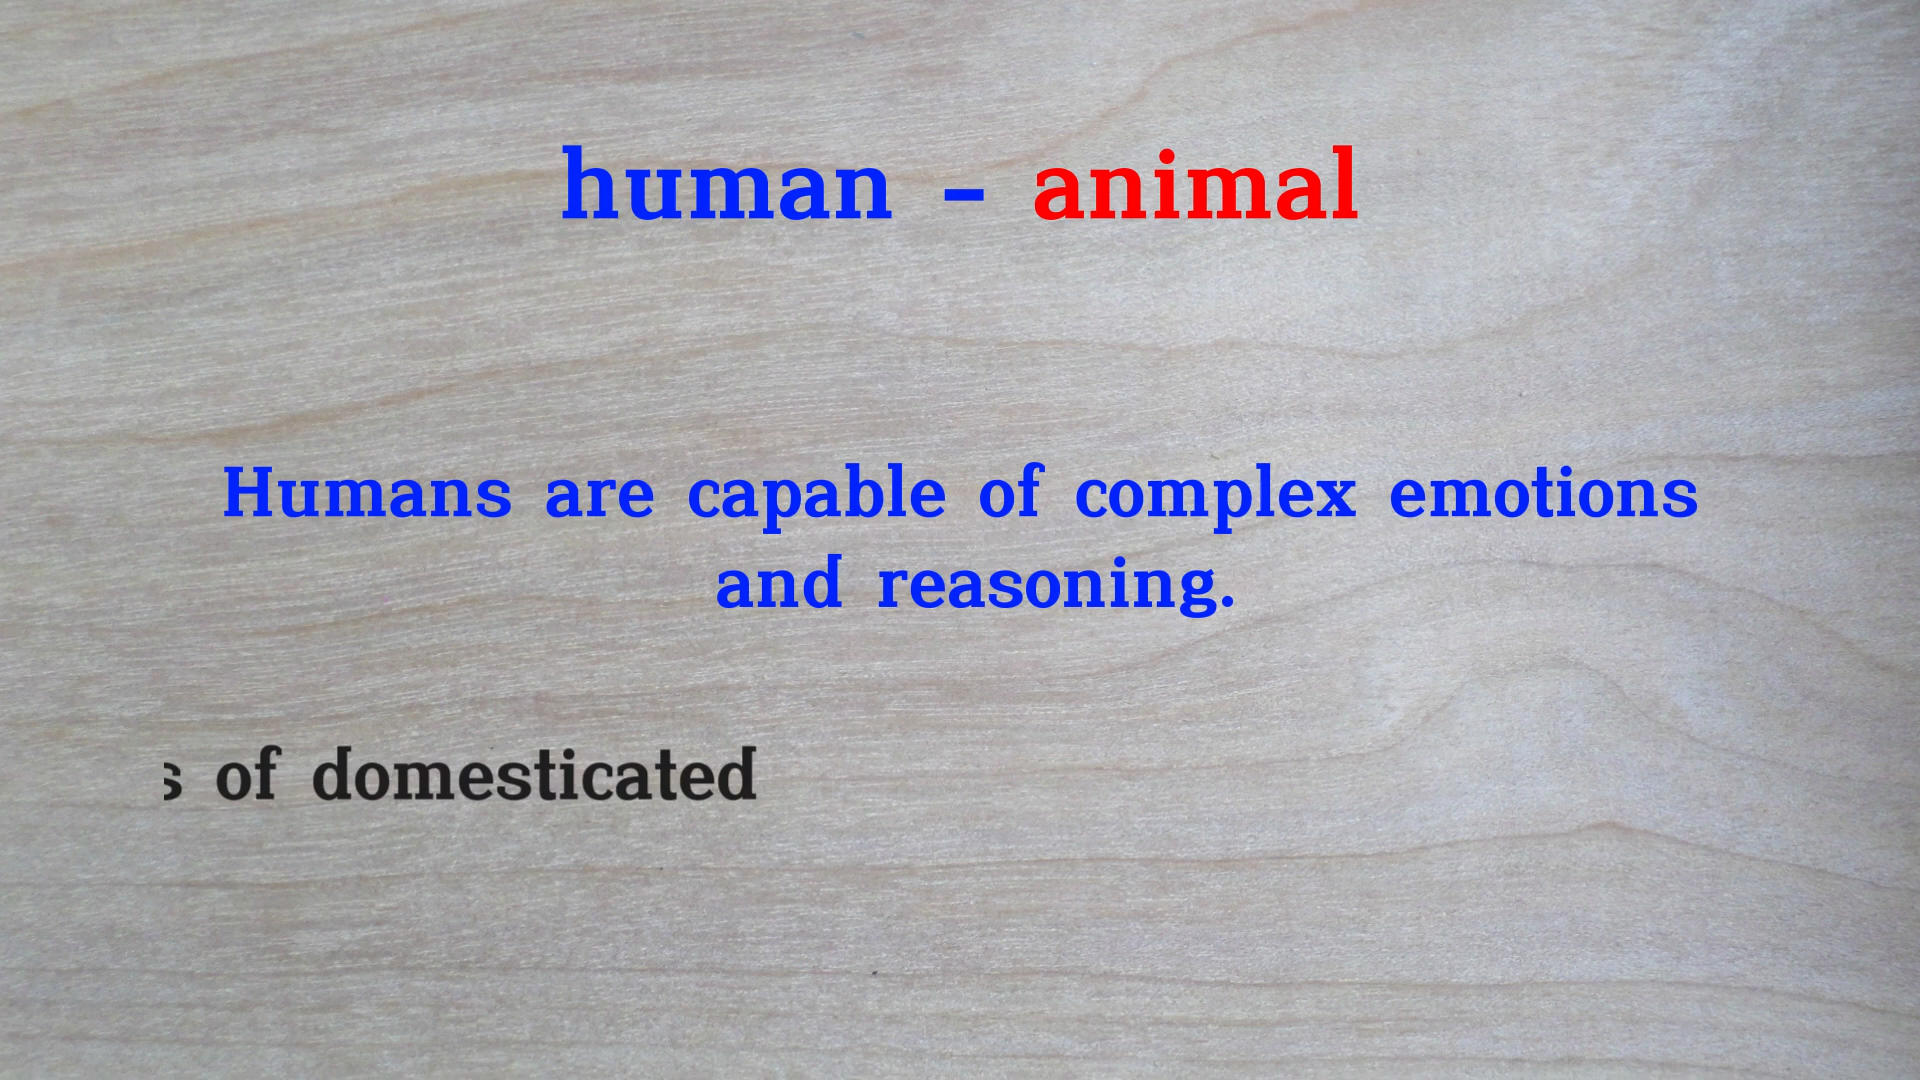 human – animal
Humans are capable of complex emotions
and reasoning.
s of domesticated